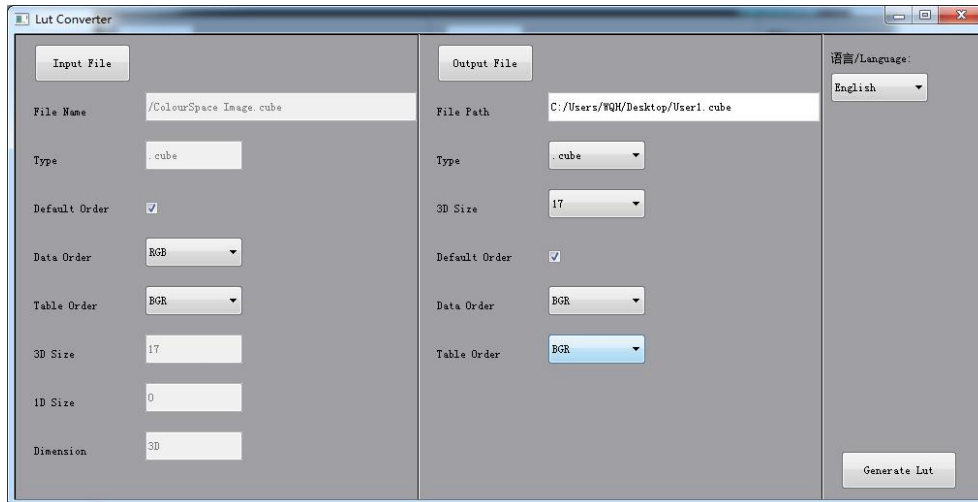 Lut Converter
Input File
File Name
/ColourSpace Image.cube
Type
.cube
Default Order
Data Order
RGB
Table Order
BGR
3D Size
17
1D Size
0
Dimension
3D
Output File
File Path
C:/Users/WQH/Desktop/User1.cube
Type
.cube
3D Size
17
Default Order
Data Order
BGR
Table Order
BGR
语言/Language:
English
Generate Lut